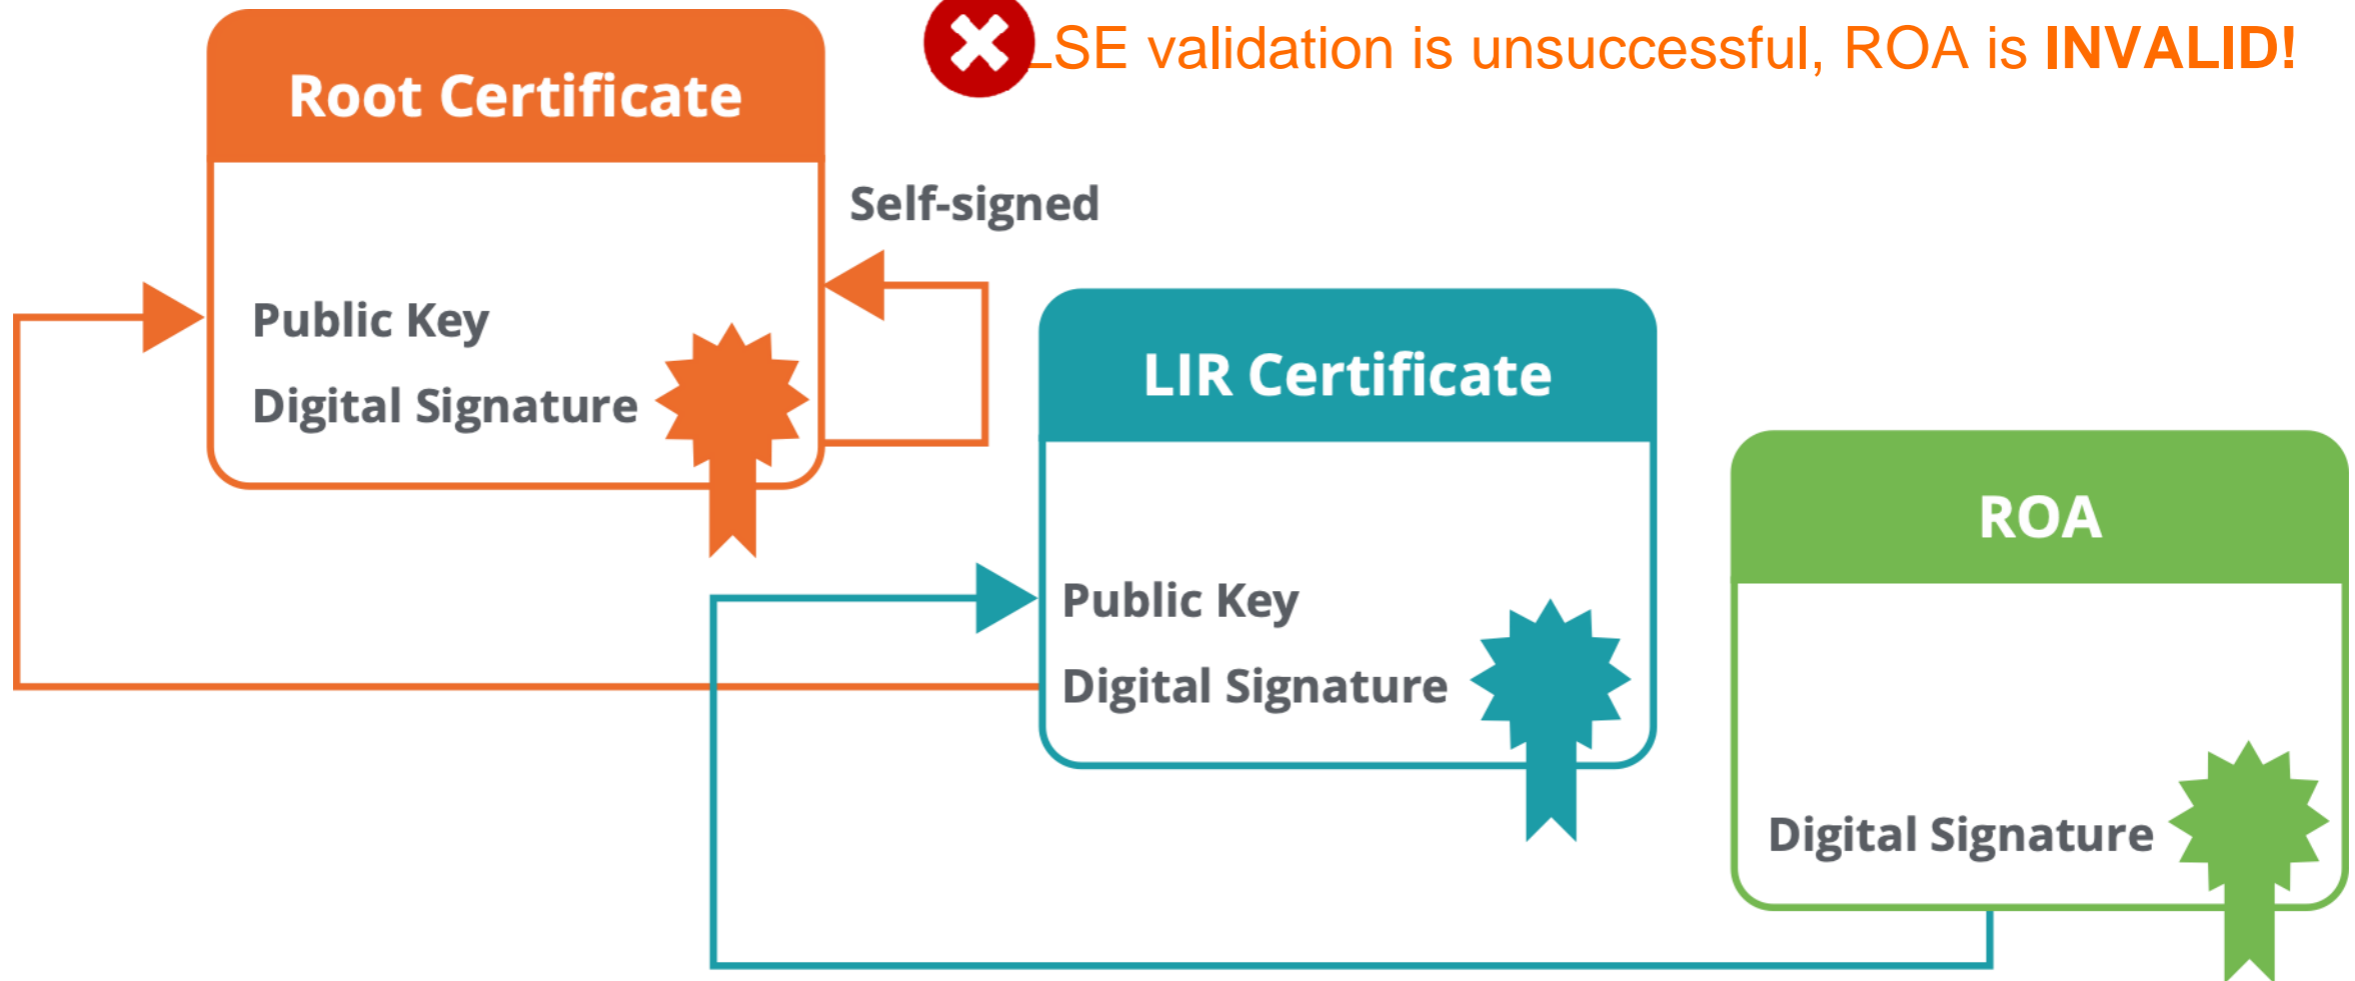 SE validation is unsuccessful, ROA is INVALID!
Root Certificate
Self-signed
Public Key
Digital Signature
LIR Certificate
Public Key
Digital Signature
ROA
Digital Signature